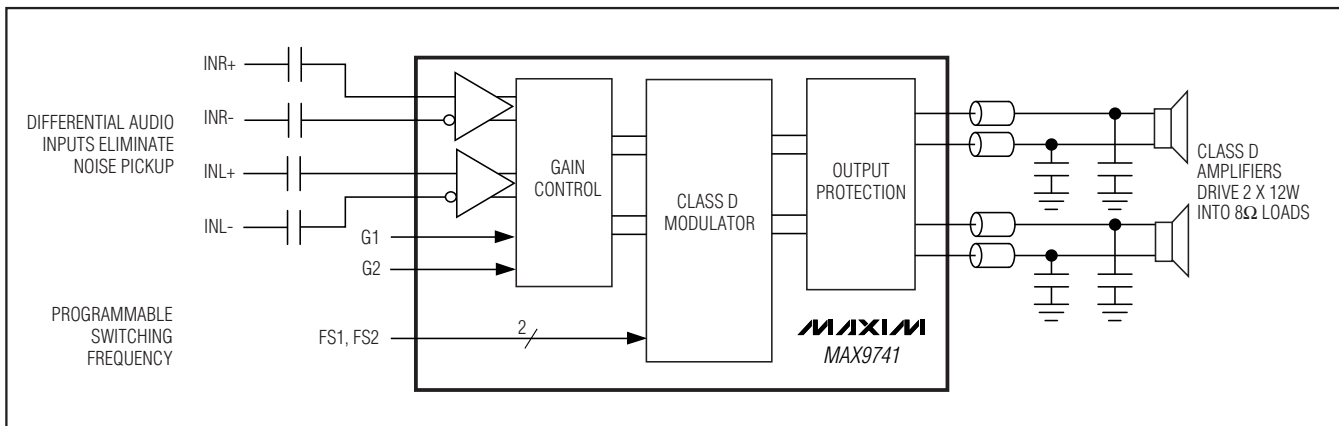 INR+
INR-
INL+
INL-
DIFFERENTIAL AUDIO
INPUTS ELIMINATE
NOISE PICKUP
G1
G2
PROGRAMMABLE
SWITCHING
FREQUENCY
FS1, FS2
2
GAIN
CONTROL
CLASS D
MODULATOR
OUTPUT
PROTECTION
MAXIM
MAX9741
CLASS D
AMPLIFIERS
DRIVE 2 X 12W
INTO 8Ω LOADS